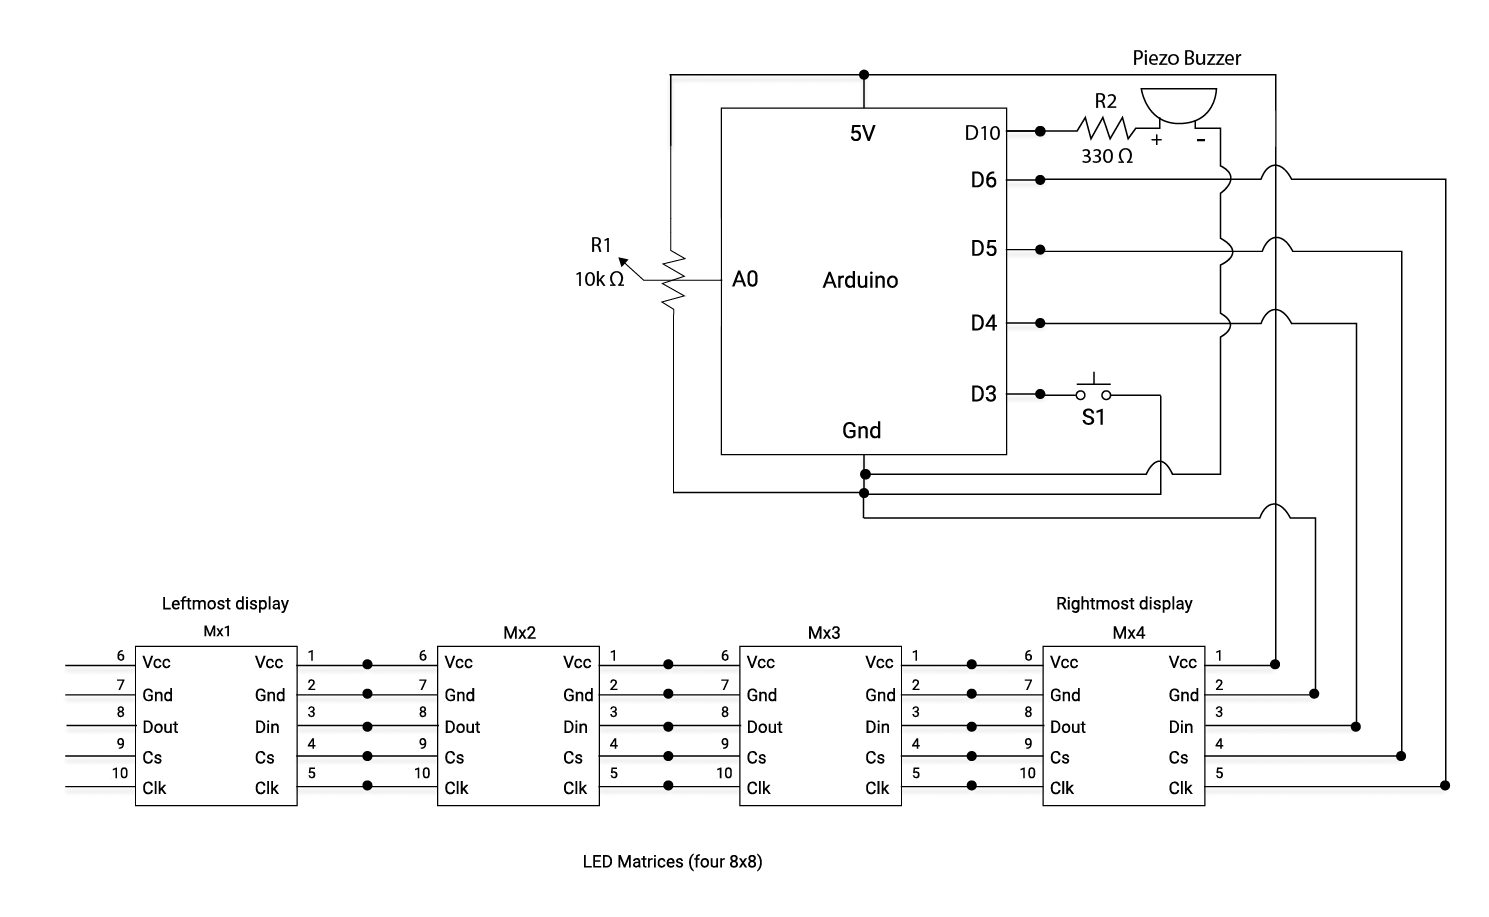 Piezo Buzzer
R2
5V
D10
+
-
330 Ω
D6
R1
10k Ω
A0
Arduino
D5
D4
D3
S1
Gnd
Leftmost display
Rightmost display
Mx1
Mx2
Mx3
Mx4
6 Vcc Vcc 1 6 Vcc Vcc 1 6 Vcc Vcc 1 6 Vcc Vcc 1
7 Gnd Gnd 2 7 Gnd Gnd 2 7 Gnd Gnd 2 7 Gnd Gnd 2
8 Dout Din 3 8 Dout Din 3 8 Dout Din 3 8 Dout Din 3
9 Cs Cs 4 9 Cs Cs 4 9 Cs Cs 4 9 Cs Cs 4
10 Clk Clk 5 10 Clk Clk 5 10 Clk Clk 5 10 Clk Clk 5
LED Matrices (four 8x8)